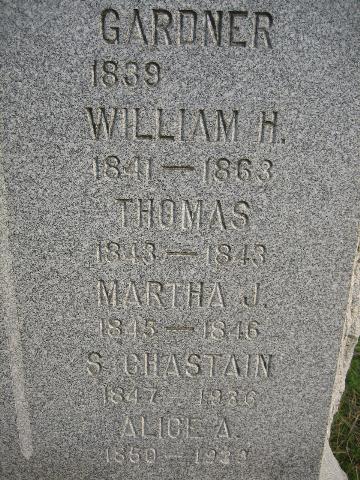 GARDNER
1839
WILLIAM H.
1841 — 1863
THOMAS
1843 — 1843
MARTHA J.
1845 — 1846
S. CHASTAIN
1847 — 1936
ALICE A.
1850 —